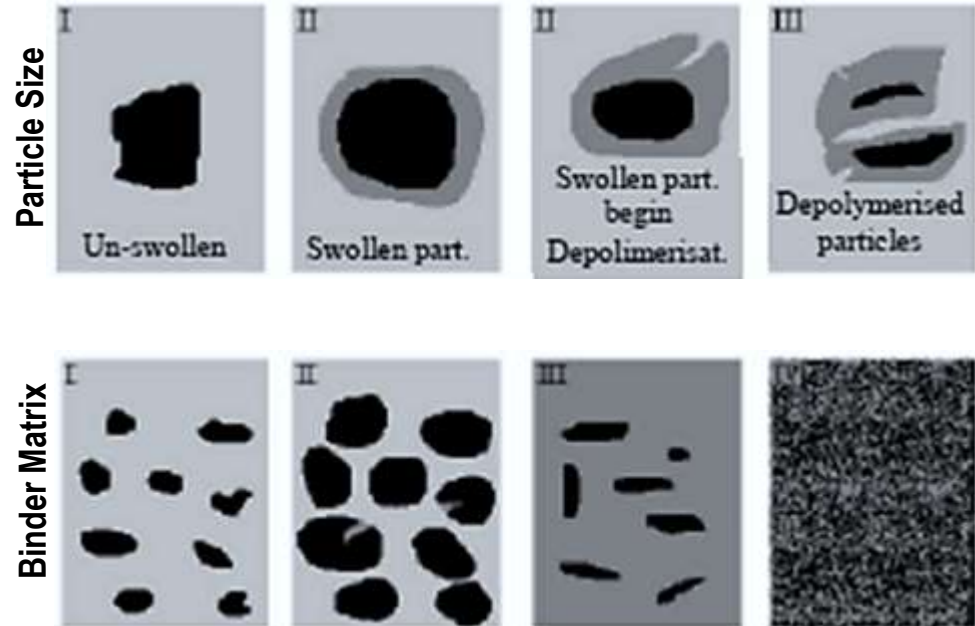 Particle Size
I
II
II
III
Un-swollen
Swollen part.
Swollen part.
begin
Depolimerisat.
Depolymerised
particles
Binder Matrix
I
II
III